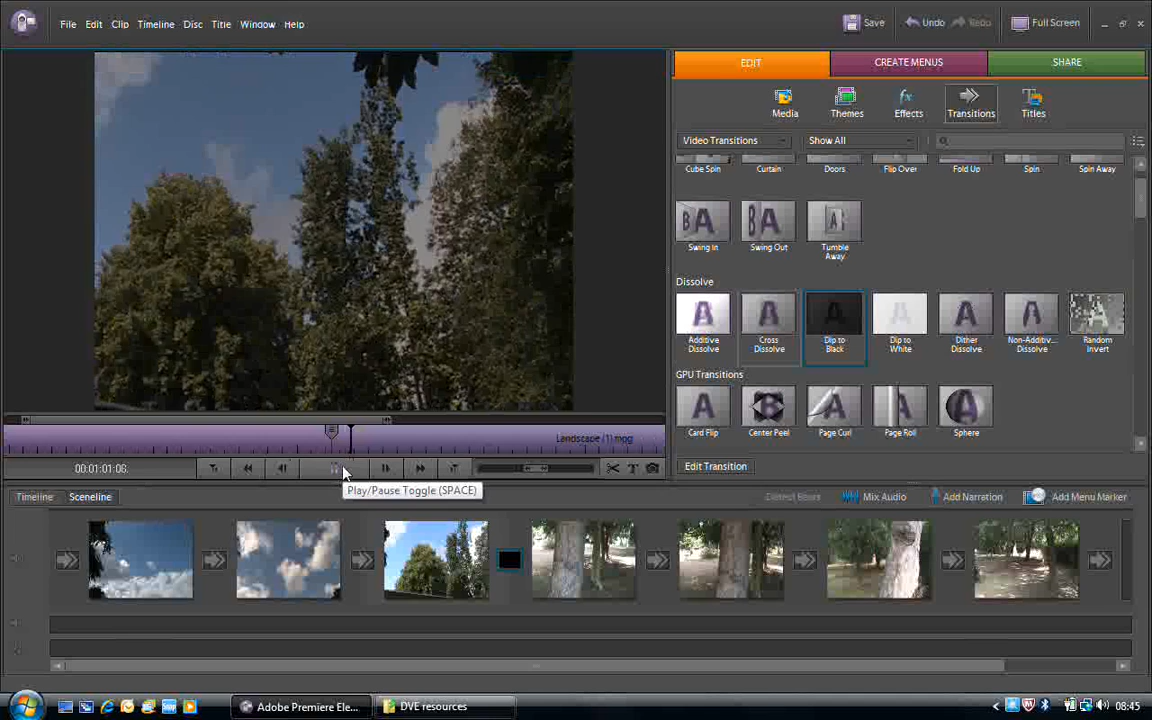 File Edit Clip Timeline Disc Title Window Help
Save Undo Redo Full Screen
EDIT CREATE MENUS SHARE
Media Themes Effects Transitions Titles
Video Transitions Show All
Cube Spin Curtain Doors Flip Over Fold Up Spin Spin Away
Swing In Swing Out Tumble Away
Dissolve
Additive Dissolve Cross Dissolve Dip to Black Dip to White Dither Dissolve Non-Additiv... Dissolve Random Invert
GPU Transitions
Card Flip Center Peel Page Curl Page Roll Sphere
Landscape (1).mpg
00:01:01:06
Edit Transition
Play/Pause Toggle (SPACE)
Timeline Sceneline
Detect Beats Mix Audio Add Narration Add Menu Marker
Adobe Premiere Ele... DVE resources 08:45